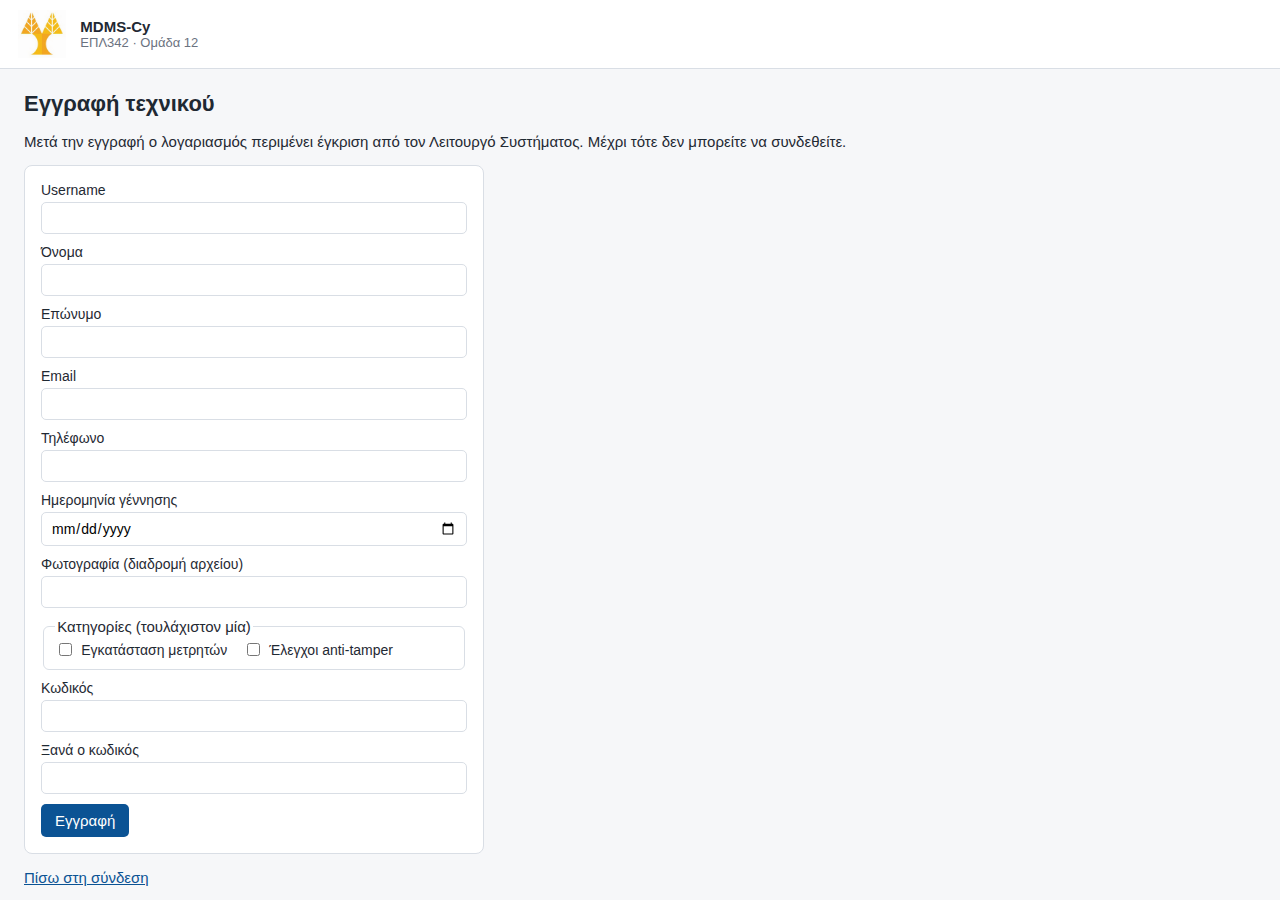 MDMS-Cy
ΕΠΛ342 · Ομάδα 12
Εγγραφή τεχνικού
Μετά την εγγραφή ο λογαριασμός περιμένει έγκριση από τον Λειτουργό Συστήματος. Μέχρι τότε δεν μπορείτε να συνδεθείτε.
Username
Όνομα
Επώνυμο
Email
Τηλέφωνο
Ημερομηνία γέννησης
mm/dd/yyyy
Φωτογραφία (διαδρομή αρχείου)
Κατηγορίες (τουλάχιστον μία)
Εγκατάσταση μετρητών Έλεγχοι anti-tamper
Κωδικός
Ξανά ο κωδικός
Εγγραφή
Πίσω στη σύνδεση